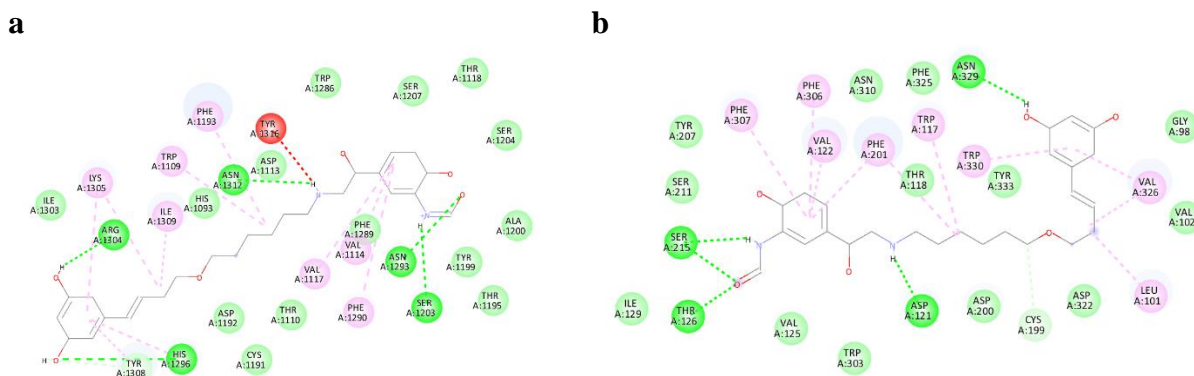 a
b
TRP
A:1286
SER
A:1207
THR
A:1118
PHE
A:1193
TYR
A:1316
SER
A:1204
TRP
A:1109
ASN
A:1312
ASP
A:1113
LYS
A:1305
HIS
A:1093
ILE
A:1303
ILE
A:1309
PHE
A:1289
ALA
A:1200
ARG
A:1304
VAL
A:1114
ASN
A:1293
TYR
A:1199
VAL
A:1117
THR
A:1195
SER
A:1203
PHE
A:1290
ASP
A:1192
THR
A:1110
HIS
A:1296
CYS
A:1191
TYR
A:1308
H
O
H
O
O
H
N
O
O
N
H
O
ASN
A:329
PHE
A:325
ASN
A:310
PHE
A:306
PHE
A:307
TRP
A:117
GLY
A:98
TYR
A:207
VAL
A:122
PHE
A:201
TRP
A:330
TYR
A:333
THR
A:118
VAL
A:326
SER
A:211
VAL
A:102
SER
A:215
LEU
A:101
ILE
A:129
THR
A:126
ASP
A:121
ASP
A:200
ASP
A:322
CYS
A:199
VAL
A:125
TRP
A:303
H
O
O
O
H
N
O
O
N
H
O
N